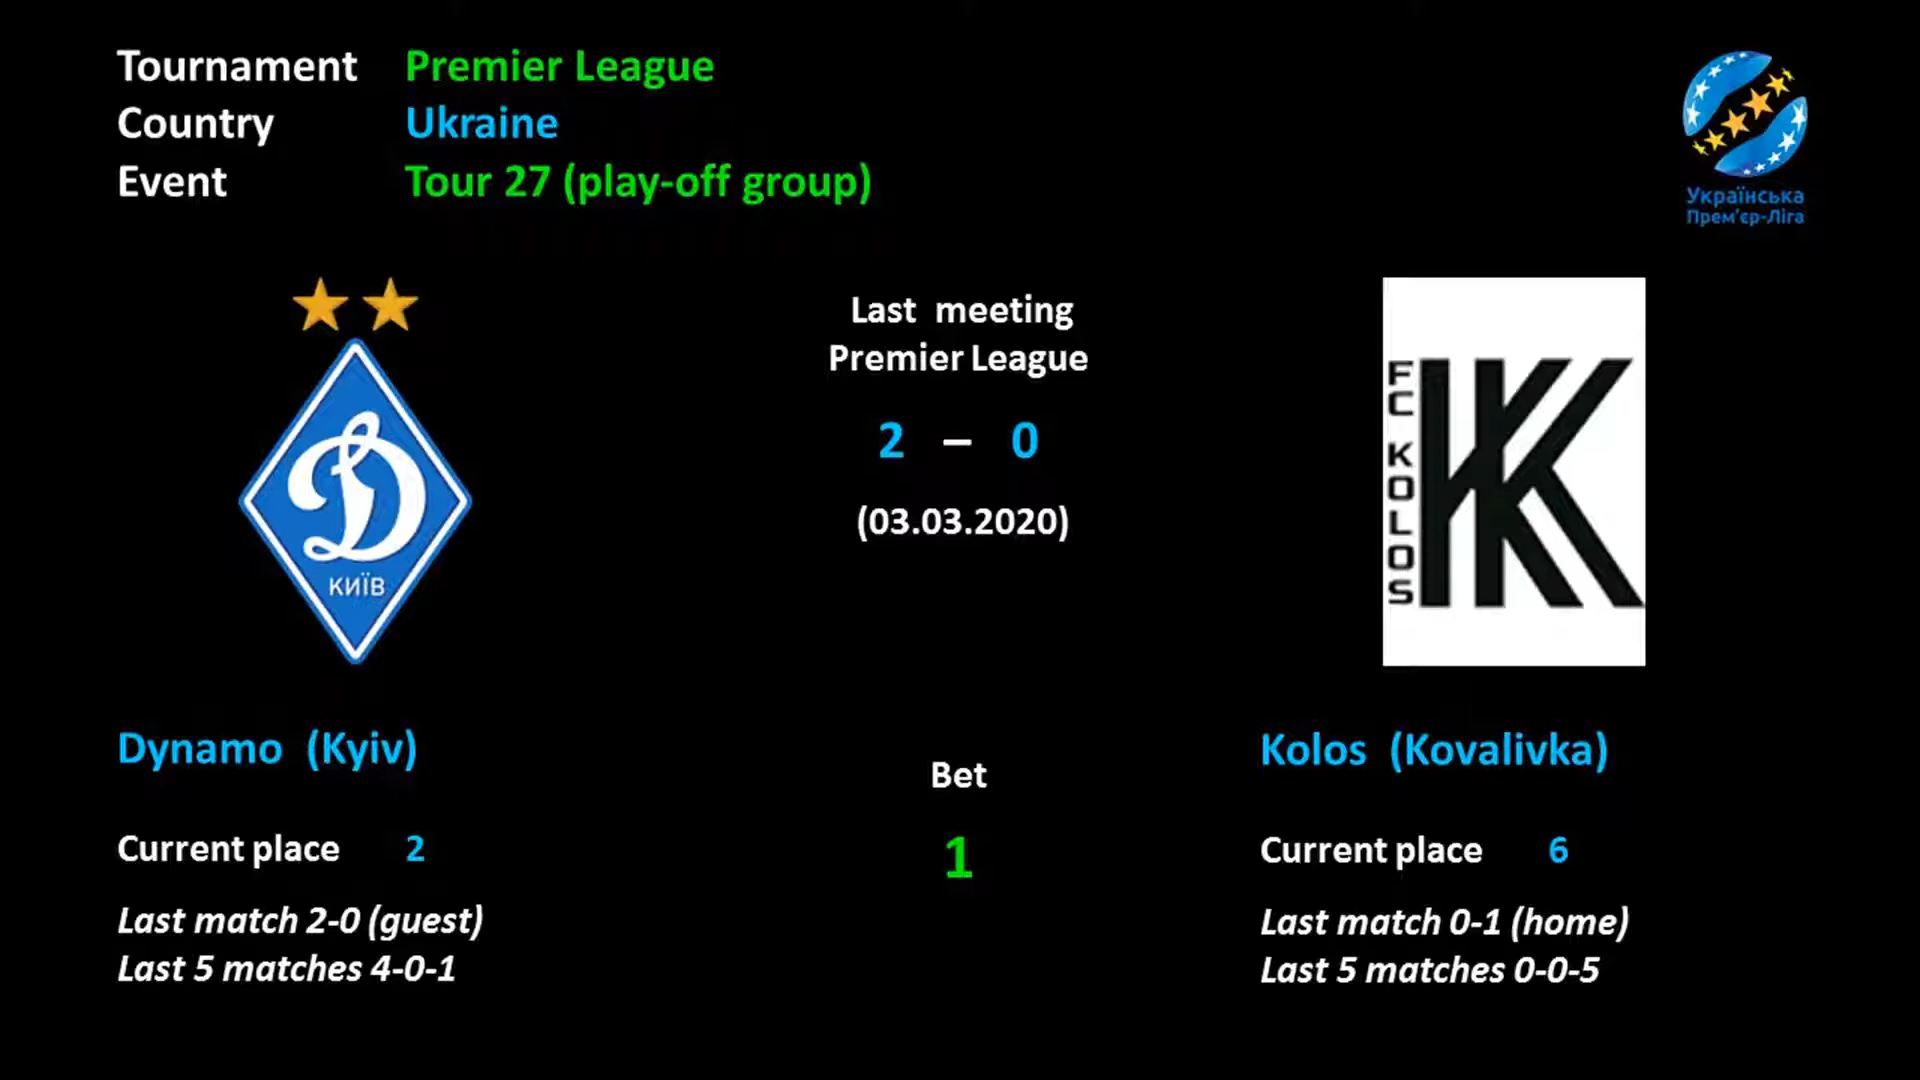 Tournament Premier League
Country Ukraine
Event Tour 27 (play-off group)
Українська
Прем'єр-Ліга
Last meeting
Premier League
2 – 0
(03.03.2020)
Д
КИЇВ
FC KOLOS
KK
Dynamo (Kyiv)
Current place 2
Last match 2-0 (guest)
Last 5 matches 4-0-1
Bet
1
Kolos (Kovalivka)
Current place 6
Last match 0-1 (home)
Last 5 matches 0-0-5